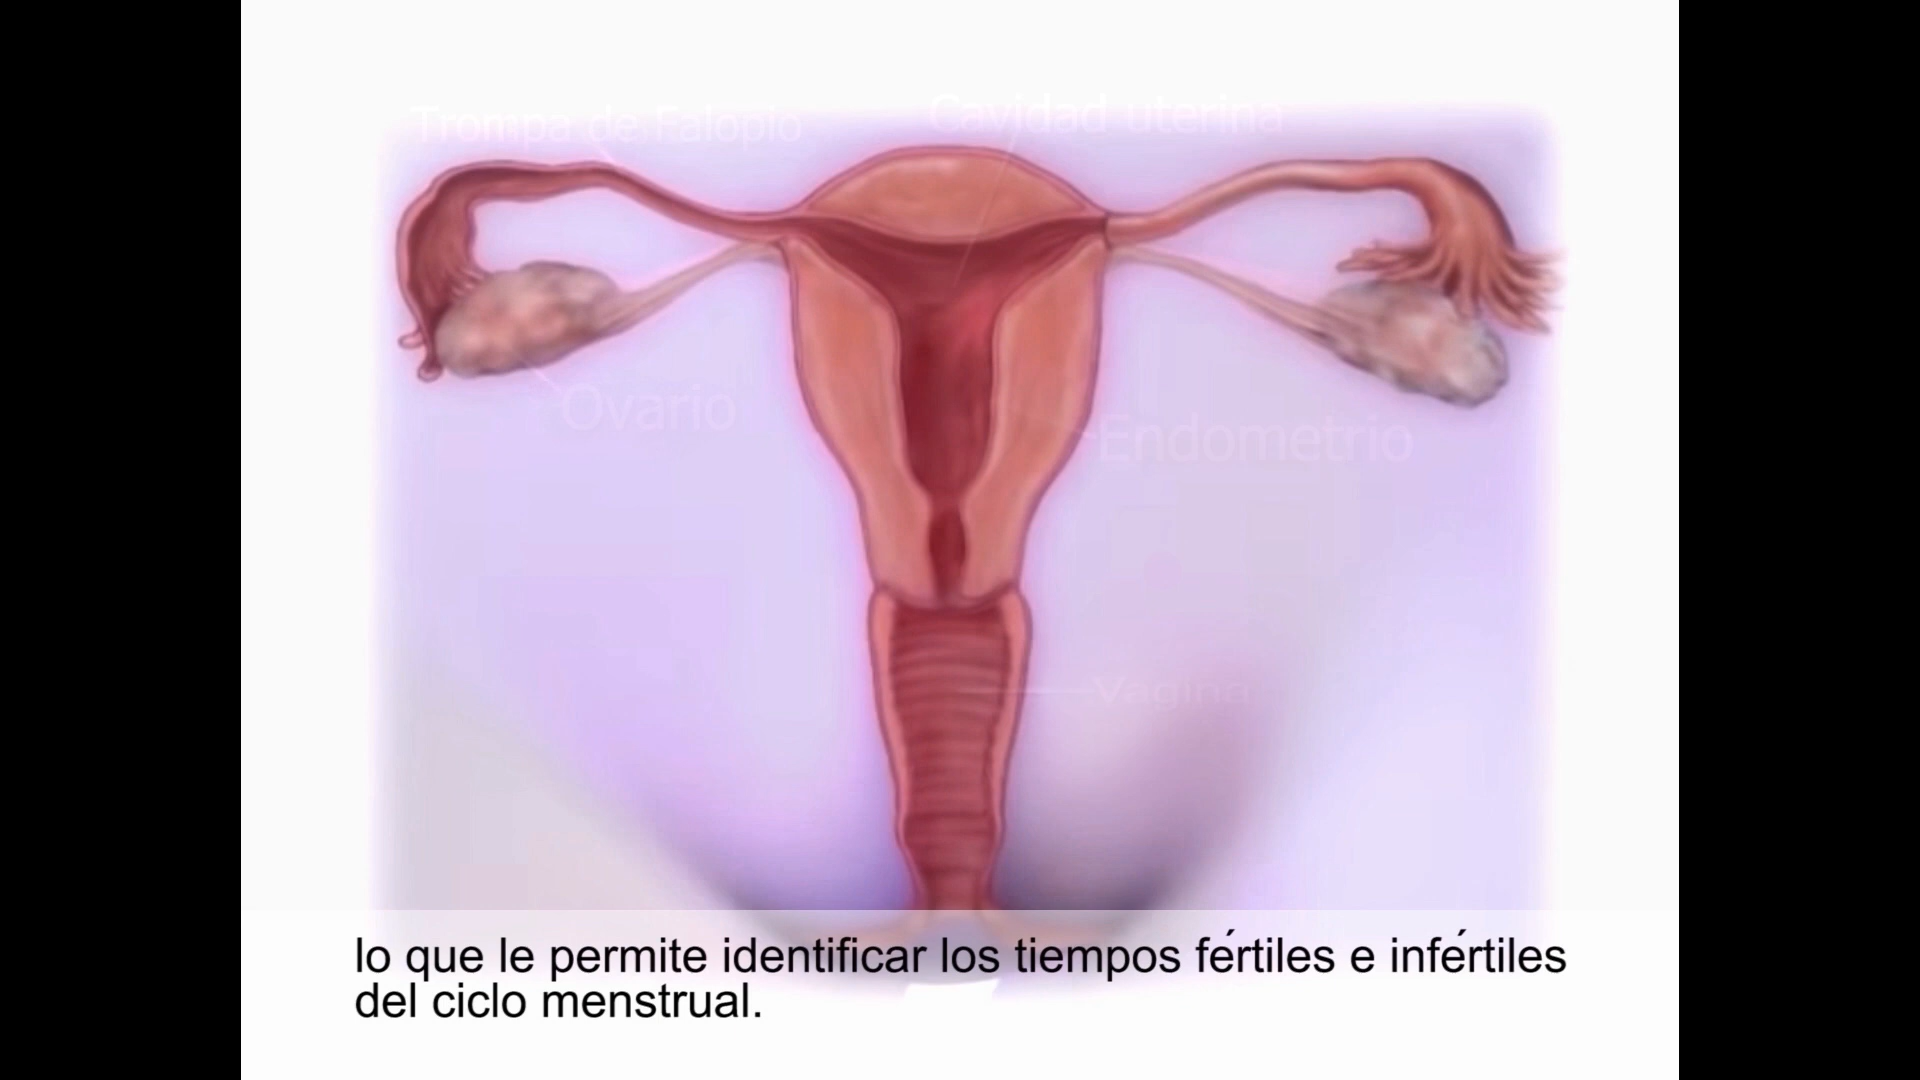 Trompa de Falopio
Cavidad uterina
Ovario
Endometrio
Vagina
lo que le permite identificar los tiempos fértiles e infértiles
del ciclo menstrual.